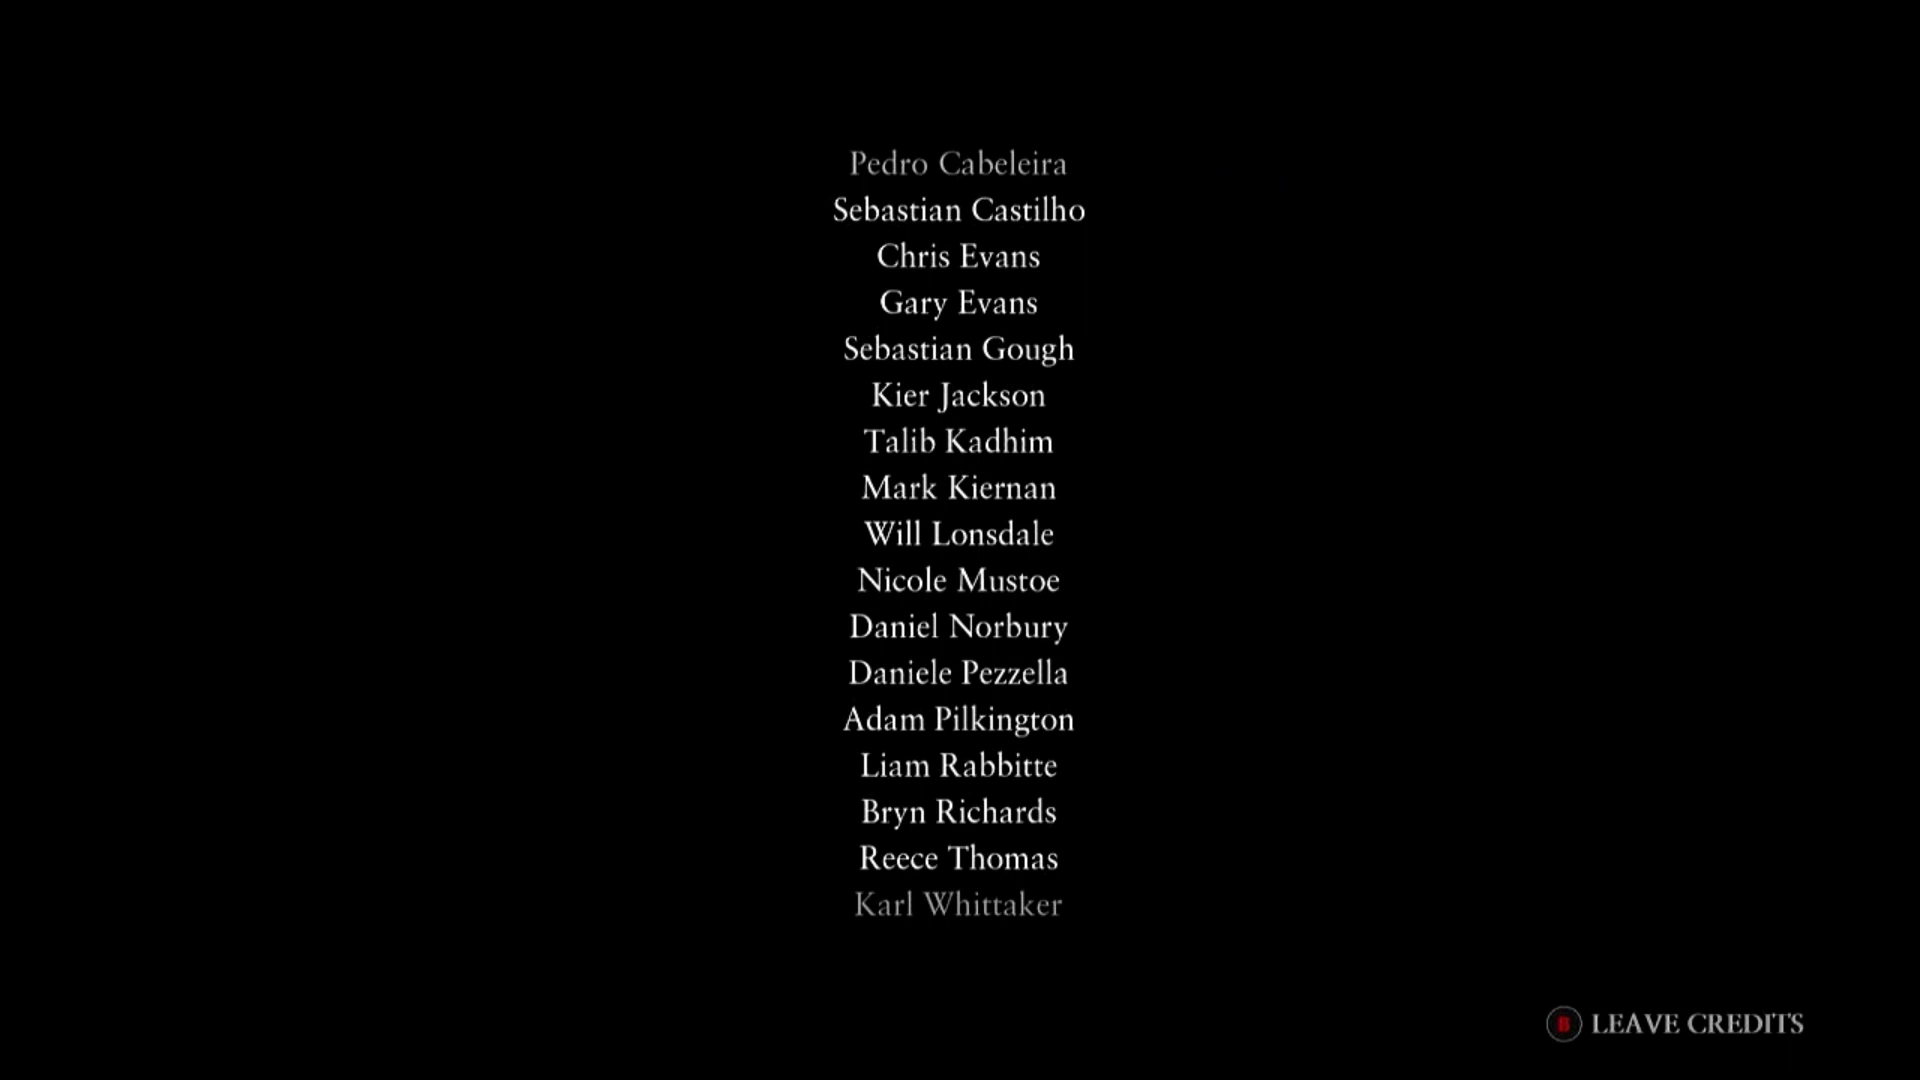 Pedro Cabeleira
Sebastian Castilho
Chris Evans
Gary Evans
Sebastian Gough
Kier Jackson
Talib Kadhim
Mark Kiernan
Will Lonsdale
Nicole Mustoe
Daniel Norbury
Daniele Pezzella
Adam Pilkington
Liam Rabbitte
Bryn Richards
Reece Thomas
Karl Whittaker
B LEAVE CREDITS